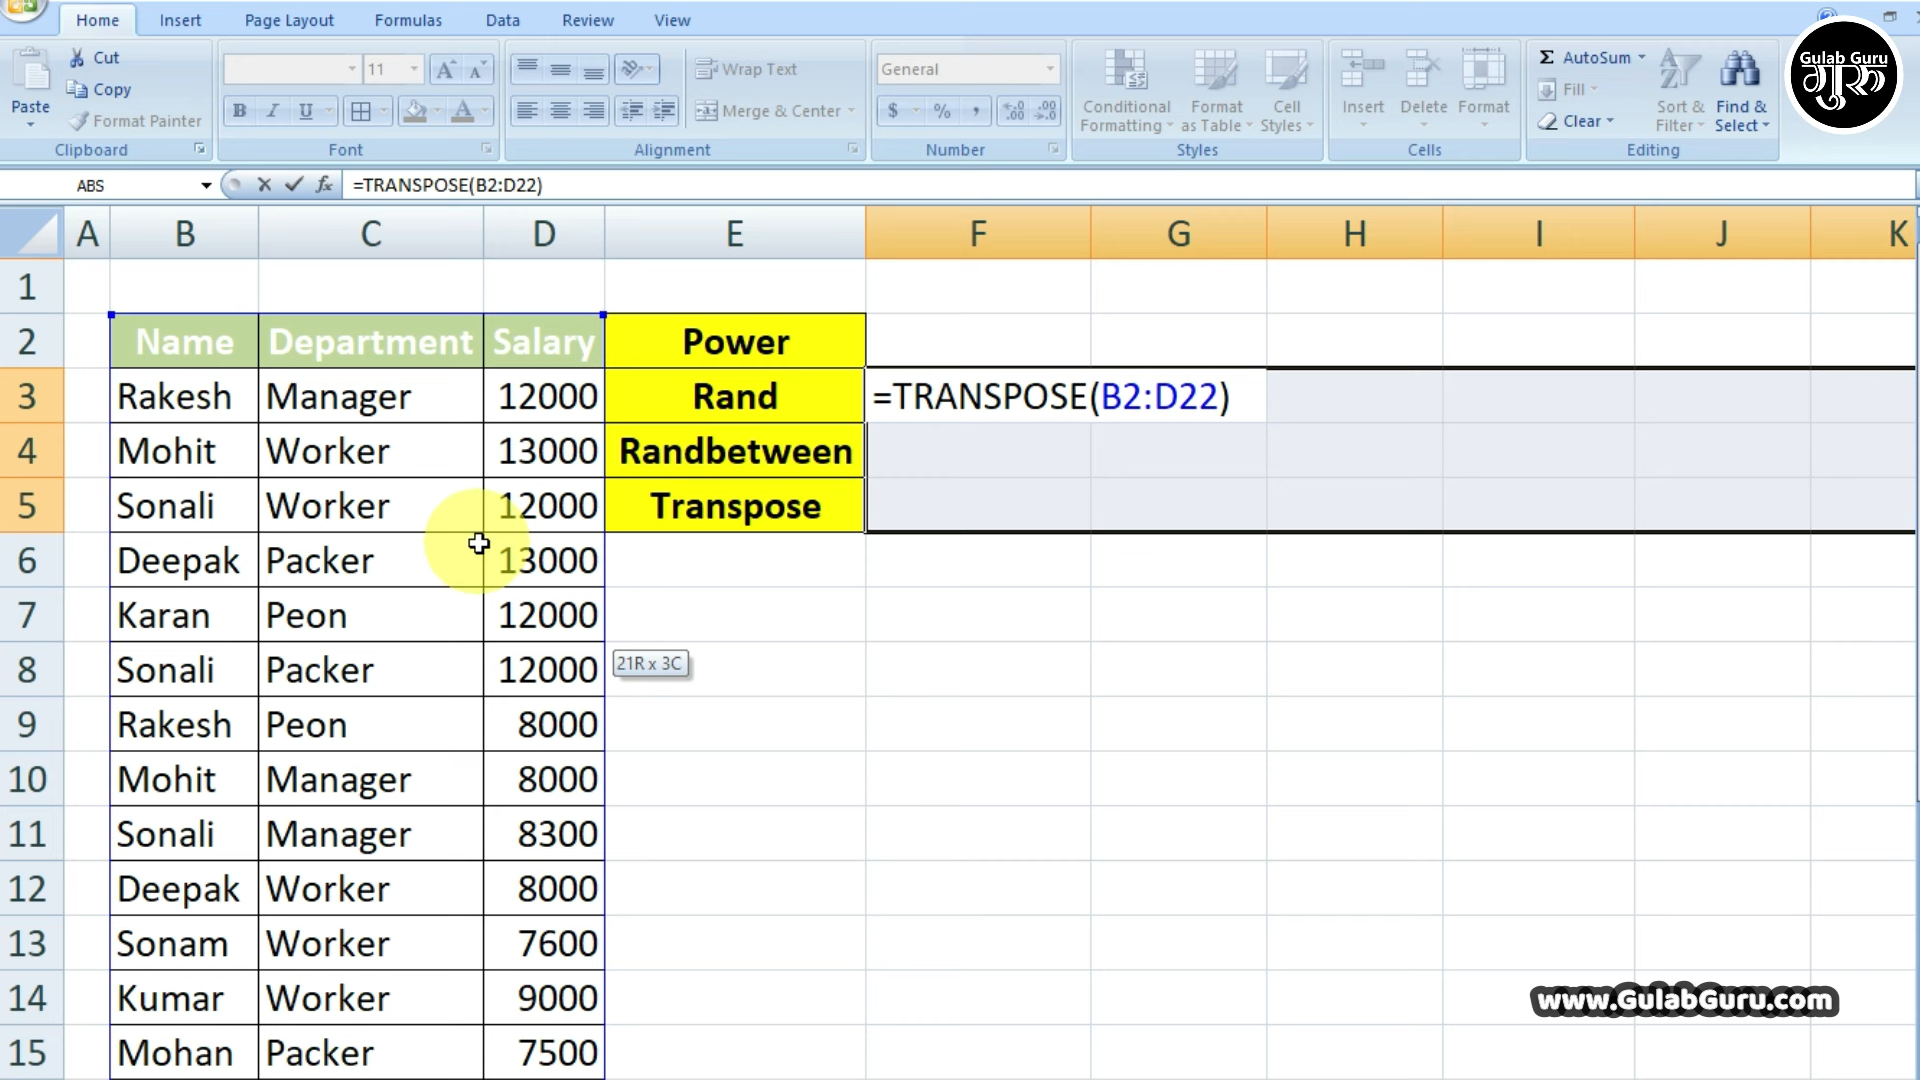 Home Insert Page Layout Formulas Data Review View
Paste
Cut
Copy
Format Painter
Clipboard
11
B I U
A
Font
Wrap Text
Merge & Center
Alignment
General
$ % ,
Number
Conditional Formatting
Format as Table
Cell Styles
Styles
Insert
Delete
Format
Cells
Σ AutoSum
Fill
Clear
Sort & Filter
Find & Select
Editing
Gulab Guru
गुरु
ABS fx =TRANSPOSE(B2:D22)
A B C D E F G H I J K
1
2 Name Department Salary Power
3 Rakesh Manager 12000 Rand =TRANSPOSE(B2:D22)
4 Mohit Worker 13000 Randbetween
5 Sonali Worker 12000 Transpose
6 Deepak Packer 13000
7 Karan Peon 12000
8 Sonali Packer 12000 21R x 3C
9 Rakesh Peon 8000
10 Mohit Manager 8000
11 Sonali Manager 8300
12 Deepak Worker 8000
13 Sonam Worker 7600
14 Kumar Worker 9000
www.GulabGuru.com
15 Mohan Packer 7500